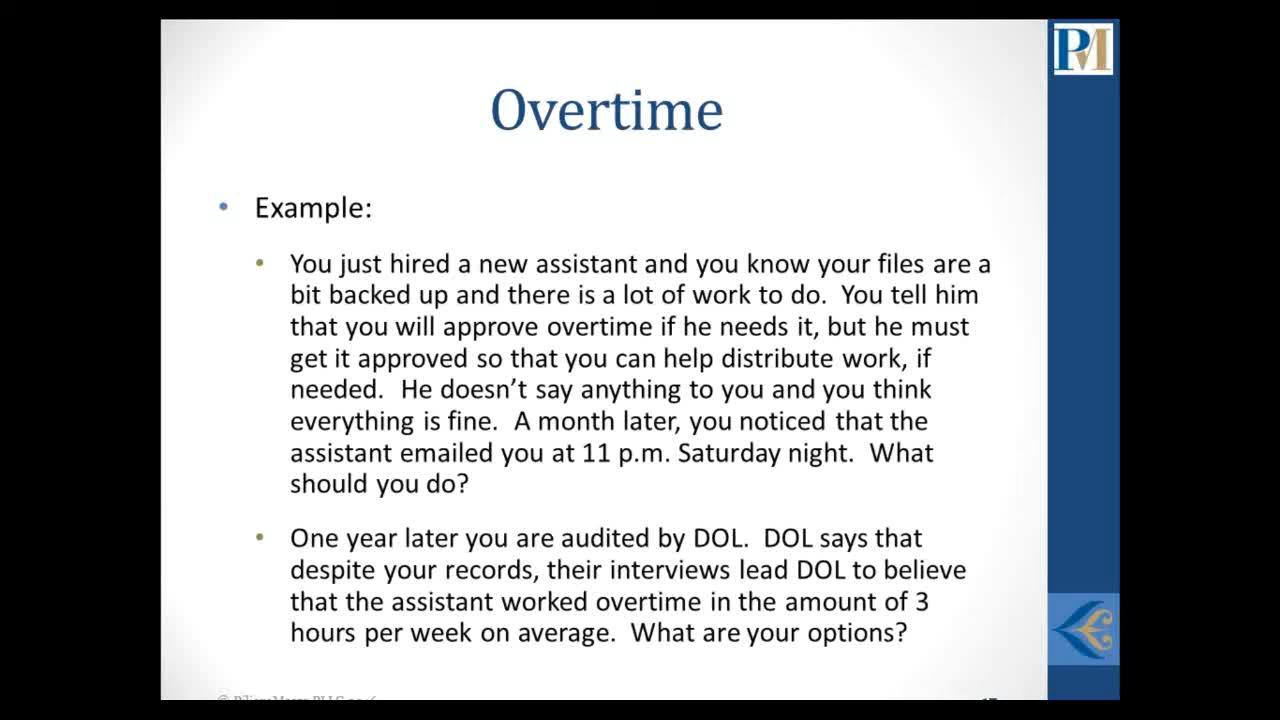 PM
Overtime
• Example:
• You just hired a new assistant and you know your files are a
bit backed up and there is a lot of work to do.  You tell him
that you will approve overtime if he needs it, but he must
get it approved so that you can help distribute work, if
needed.  He doesn’t say anything to you and you think
everything is fine.  A month later, you noticed that the
assistant emailed you at 11 p.m. Saturday night.  What
should you do?
• One year later you are audited by DOL.  DOL says that
despite your records, their interviews lead DOL to believe
that the assistant worked overtime in the amount of 3
hours per week on average.  What are your options?